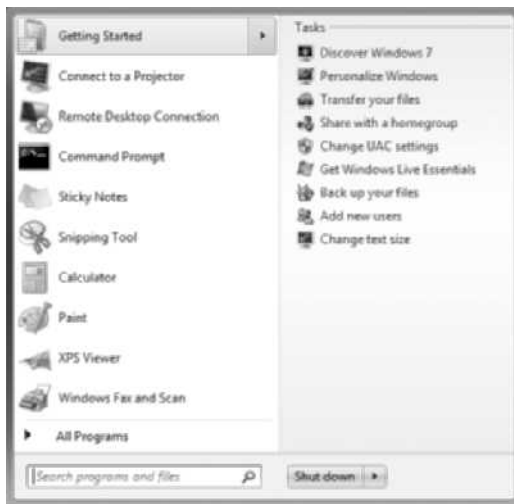 Getting Started
Connect to a Projector
Remote Desktop Connection
Command Prompt
Sticky Notes
Snipping Tool
Calculator
Paint
XPS Viewer
Windows Fax and Scan
All Programs
Search programs and files
Tasks
Discover Windows 7
Personalize Windows
Transfer your files
Share with a homegroup
Change UAC settings
Get Windows Live Essentials
Back up your files
Add new users
Change text size
Shut down